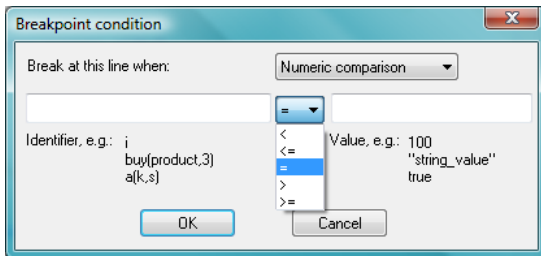 Breakpoint condition
x
Break at this line when:
Numeric comparison
=
Identifier, e.g.: i
buy(product,3)
a(k,s)
<
<=
=
>
>=
Value, e.g.: 100
"string_value"
true
OK
Cancel